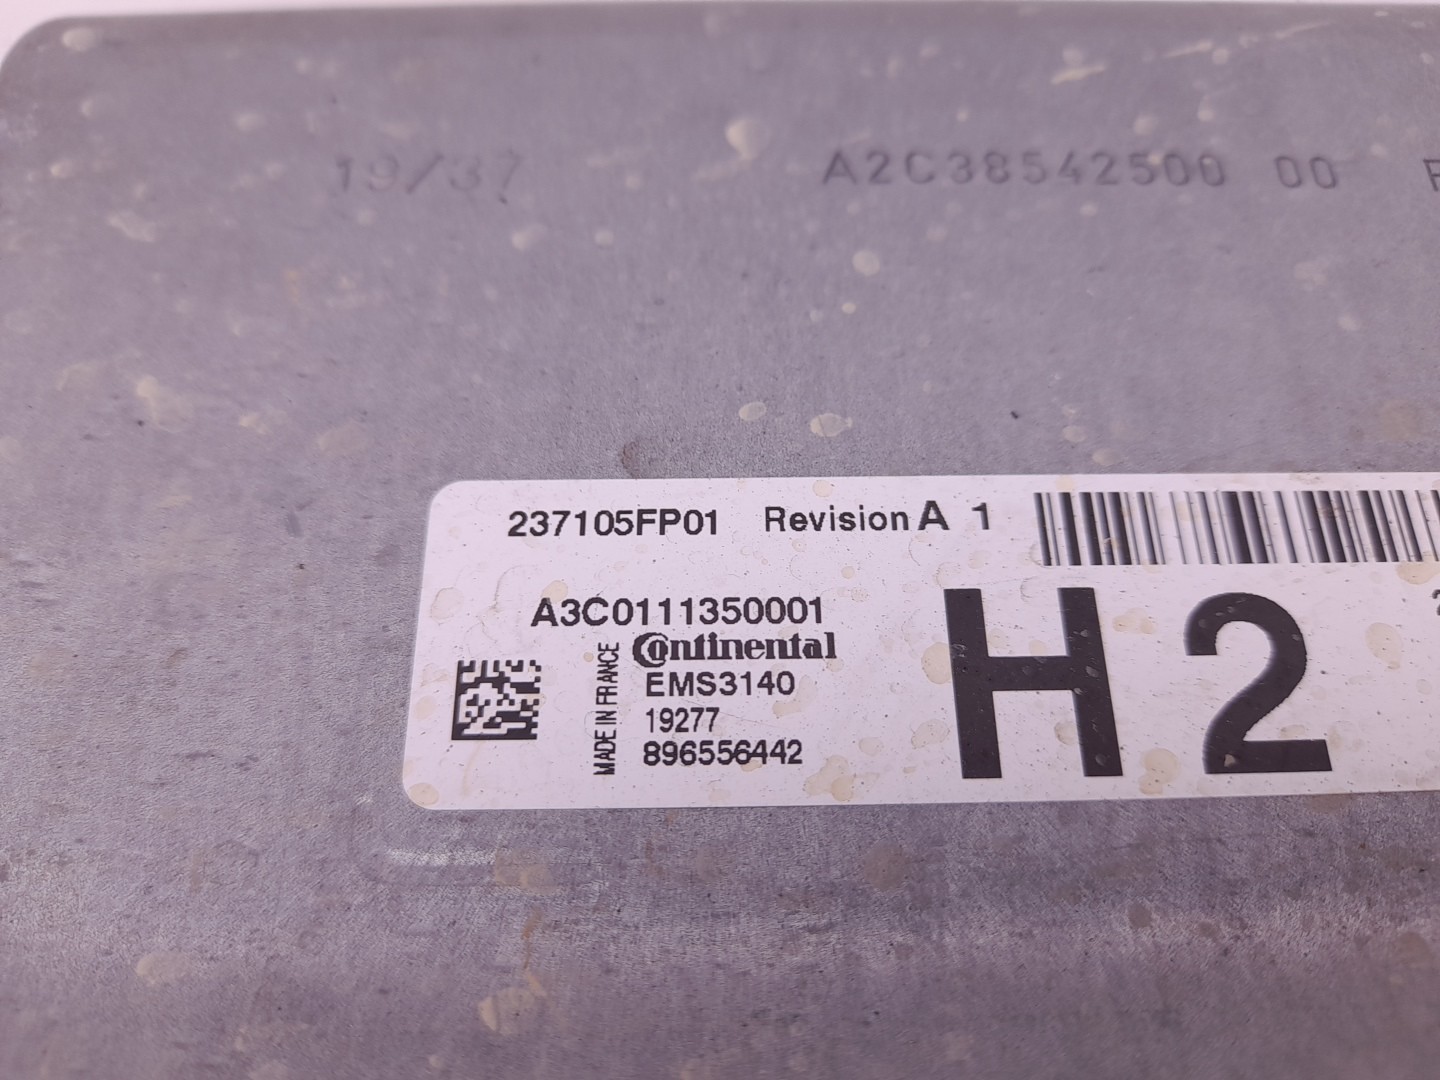 19/37 A2C38542500 00
237105FP01 Revision A 1
A3C0111350001
Continental
EMS3140
19277
896556442
MADE IN FRANCE
H2